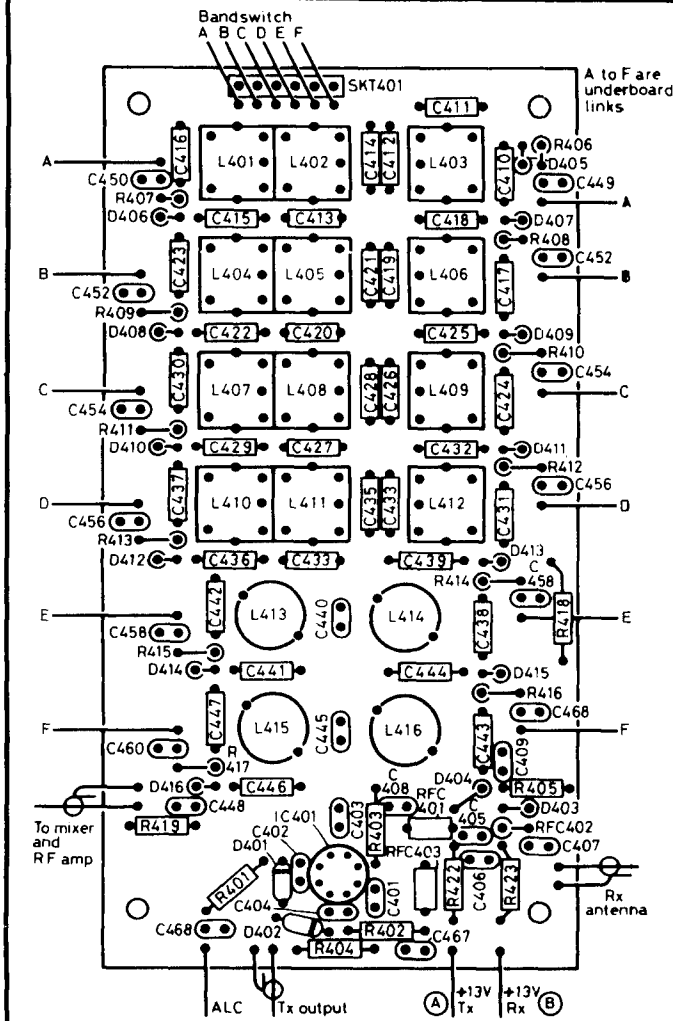 Bandswitch
A B C D E F
SKT401
A to F are
underboard
links
C411
C416
L401
L402
C414
C412
L403
C410
R406
D405
A
C450
C449
R407
A
D406
C415
C413
C418
D407
R408
C423
L404
L405
C421
C419
L406
C417
C452
B
B
C452
R409
D408
C422
C420
C425
D409
R410
C430
L407
L408
C428
C426
L409
C424
C454
C
C
C454
R411
D410
C429
C427
C432
D411
R412
C437
L410
L411
C435
C433
L412
C431
C456
D
D
C456
R413
D412
C436
C433
C439
D413
C
458
R414
C442
L413
C440
L414
C438
R418
E
E
C458
R415
D414
C441
C444
D415
R416
C447
L415
C445
L416
C443
C468
F
F
C409
C460
R
417
D416
C446
C
408
RFC
401
D404
R405
C448
C403
R403
C
405
D403
To mixer
and
RF amp
R419
IC401
C402
D401
RFC403
RFC402
C407
R401
C401
R422
C406
R423
C404
D402
R402
Rx
antenna
C468
R404
C467
ALC
Tx output
A
+13V
Tx
+13V
Rx
B